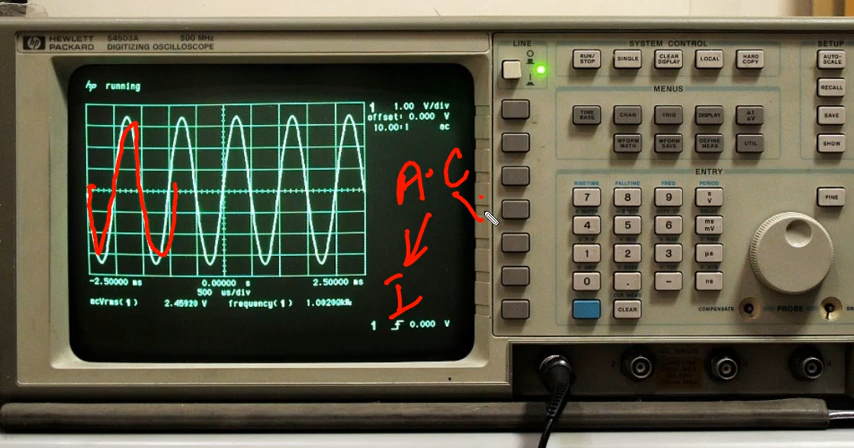 hp HEWLETT PACKARD 54503A 500 MHz DIGITIZING OSCILLOSCOPE
hp running
1 1.00 V/div
offset: 0.000 V
10.00:1 ac
-2.50000 ms 0.00000 s 2.50000 ms
500 us/div
acVrms(1) 2.45920 V frequency(1) 1.00200kHz
1 0.000 V
A.C
I
LINE
SYSTEM CONTROL
RUN/STOP SINGLE CLEAR DISPLAY LOCAL HARD COPY
MENUS
TIME BASE CHAN TRIG DISPLAY Δt ΔV
WFORM MATH WFORM SAVE DEFINE MEAS UTIL
ENTRY
RISETIME FALLTIME FREQ PERIOD
7 8 9 s V
4 5 6 ms mV
1 2 3 µs
0 . - ns
CLEAR
SETUP
AUTO-SCALE
RECALL
SAVE
SHOW
FINE
COMPENSATE PROBE